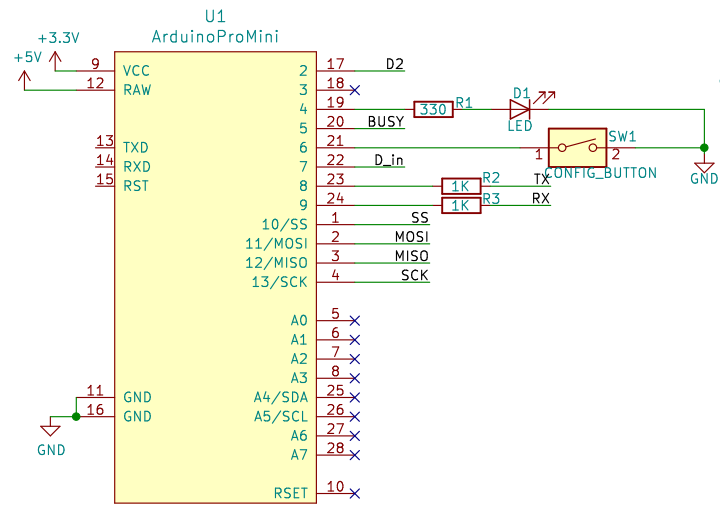 U1
ArduinoProMini
+3.3V
+5V
9 VCC 2 17 D2
12 RAW 3 18
4 19 330 R1 D1 LED
5 20 BUSY
13 TXD 6 21 1 2 SW1 CONFIG_BUTTON GND
14 RXD 7 22 D_in
15 RST 8 23 1K R2 TX
9 24 1K R3 RX
10/SS 1 SS
11/MOSI 2 MOSI
12/MISO 3 MISO
13/SCK 4 SCK
A0 5
A1 6
A2 7
A3 8
11 GND A4/SDA 25
16 GND A5/SCL 26
GND
A6 27
A7 28
RSET 10